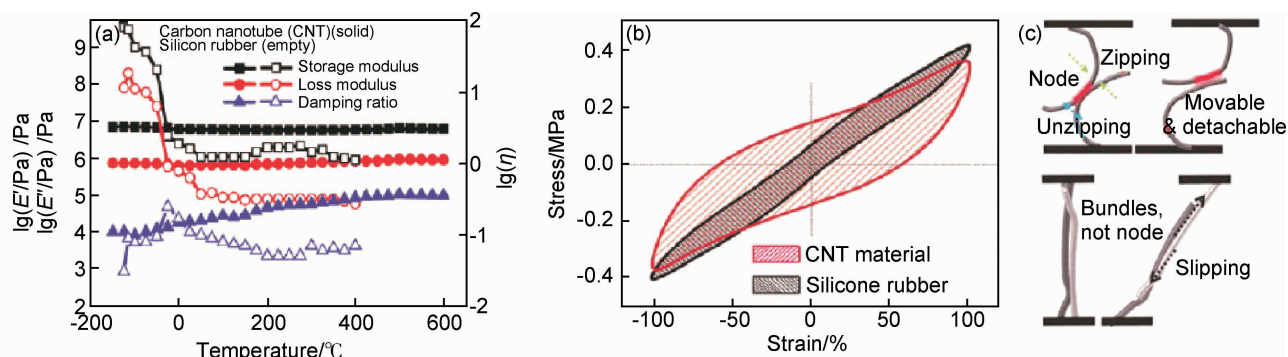 (a)
Carbon nanotube (CNT)(solid)
Silicon rubber (empty)
Storage modulus
Loss modulus
Damping ratio
lg(E'/Pa) /Pa
lg(E''/Pa) /Pa
9
8
7
6
5
4
3
2
2
1
0
-1
-2
lg(η)
-200
0
200
400
600
Temperature/℃
(b)
Stress/MPa
0.4
0.2
0.0
-0.2
-0.4
CNT material
Silicone rubber
-100
-50
0
50
100
Strain/%
(c)
Zipping
Node
Unzipping
Movable
& detachable
Bundles,
not node
Slipping